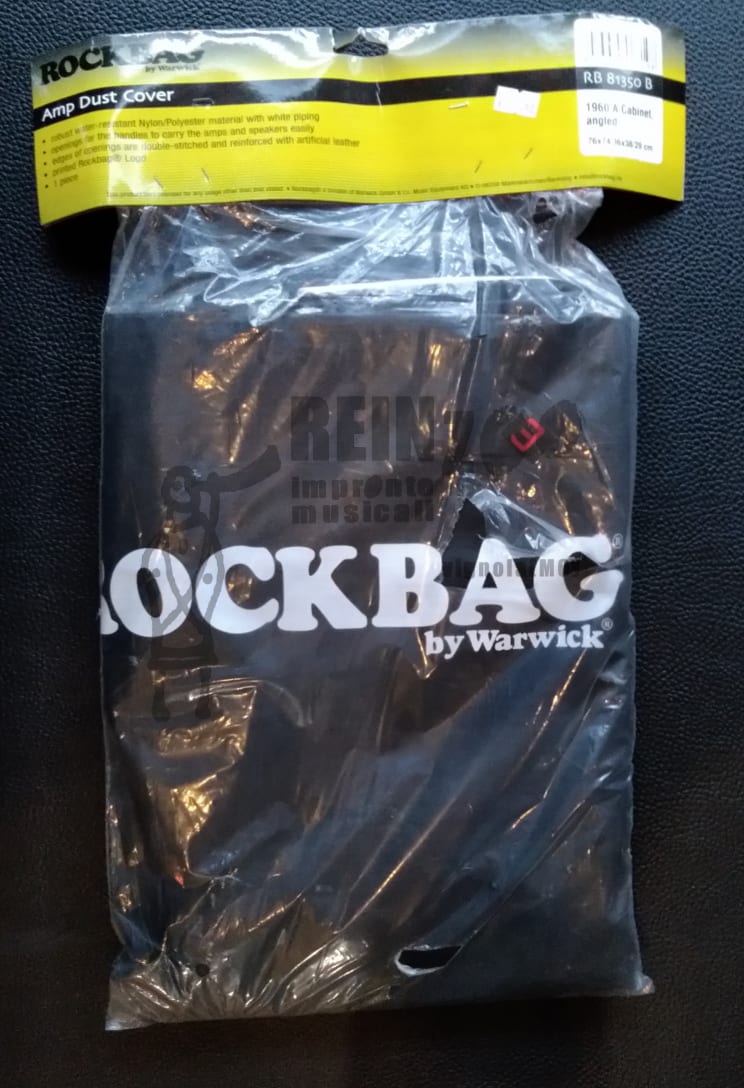 ROCKBAG
by Warwick
Amp Dust Cover
• robust water-resistant Nylon/Polyester material with white piping
• openings for the handles to carry the amps and speakers easily
• edges of openings are double-stitched and reinforced with artificial leather
• printed Rockbag® Logo
• 1 piece
RB 81350 B
1960 A Cabinet,
angled
REINZ
impronte
musicali
ROCKBAG®
by Warwick®